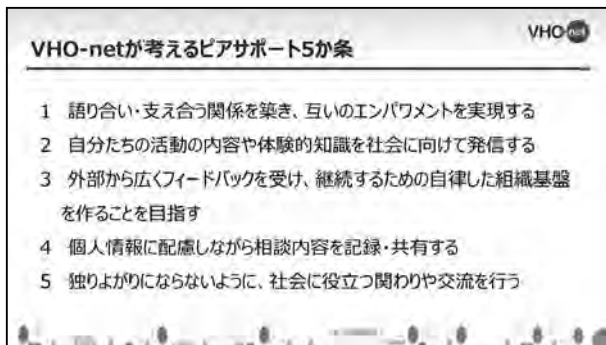 VHO-net
VHO-netが考えるピアサポート5か条
1 語り合い・支え合う関係を築き、互いのエンパワメントを実現する
2 自分たちの活動の内容や体験的知識を社会に向けて発信する
3 外部から広くフィードバックを受け、継続するための自律した組織基盤
を作ることを目指す
4 個人情報に配慮しながら相談内容を記録・共有する
5 独りよがりにならないように、社会に役立つ関わりや交流を行う